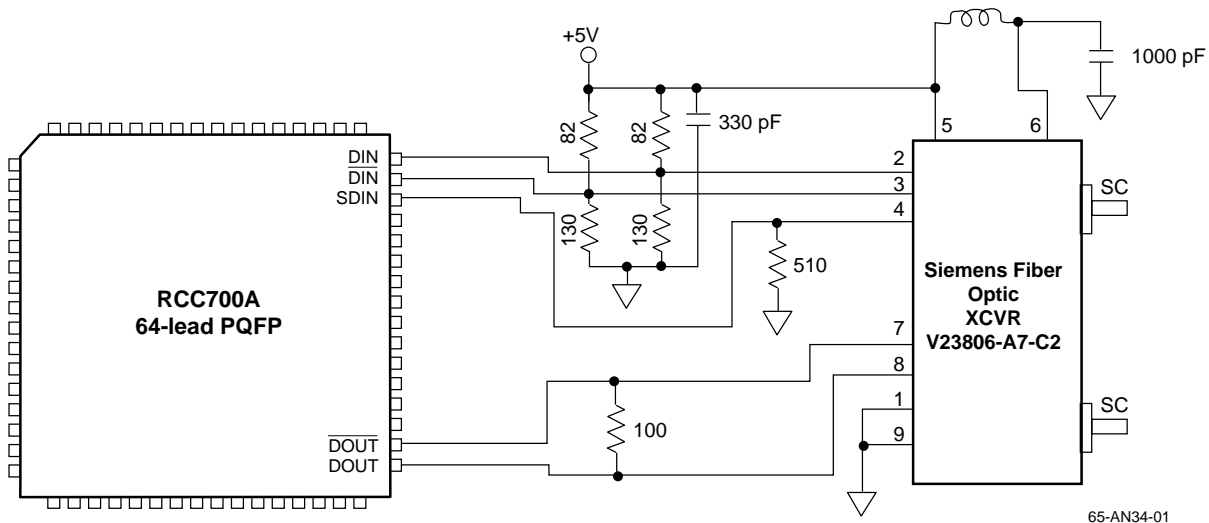 +5V
1000 pF
82
82
330 pF
5
6
DIN
D̅I̅N̅
SDIN
2
3
4
SC
130
130
510
RCC700A
64-lead PQFP
Siemens Fiber
Optic
XCVR
V23806-A7-C2
7
8
1
9
SC
100
D̅O̅U̅T̅
DOUT
65-AN34-01